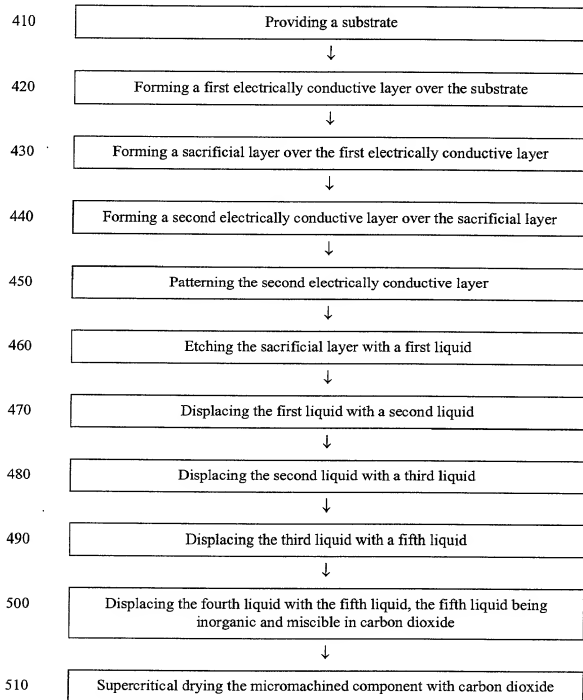 410 Providing a substrate
↓
420 Forming a first electrically conductive layer over the substrate
↓
430 Forming a sacrificial layer over the first electrically conductive layer
↓
440 Forming a second electrically conductive layer over the sacrificial layer
↓
450 Patterning the second electrically conductive layer
↓
460 Etching the sacrificial layer with a first liquid
↓
470 Displacing the first liquid with a second liquid
↓
480 Displacing the second liquid with a third liquid
↓
490 Displacing the third liquid with a fifth liquid
↓
500 Displacing the fourth liquid with the fifth liquid, the fifth liquid being
inorganic and miscible in carbon dioxide
↓
510 Supercritical drying the micromachined component with carbon dioxide